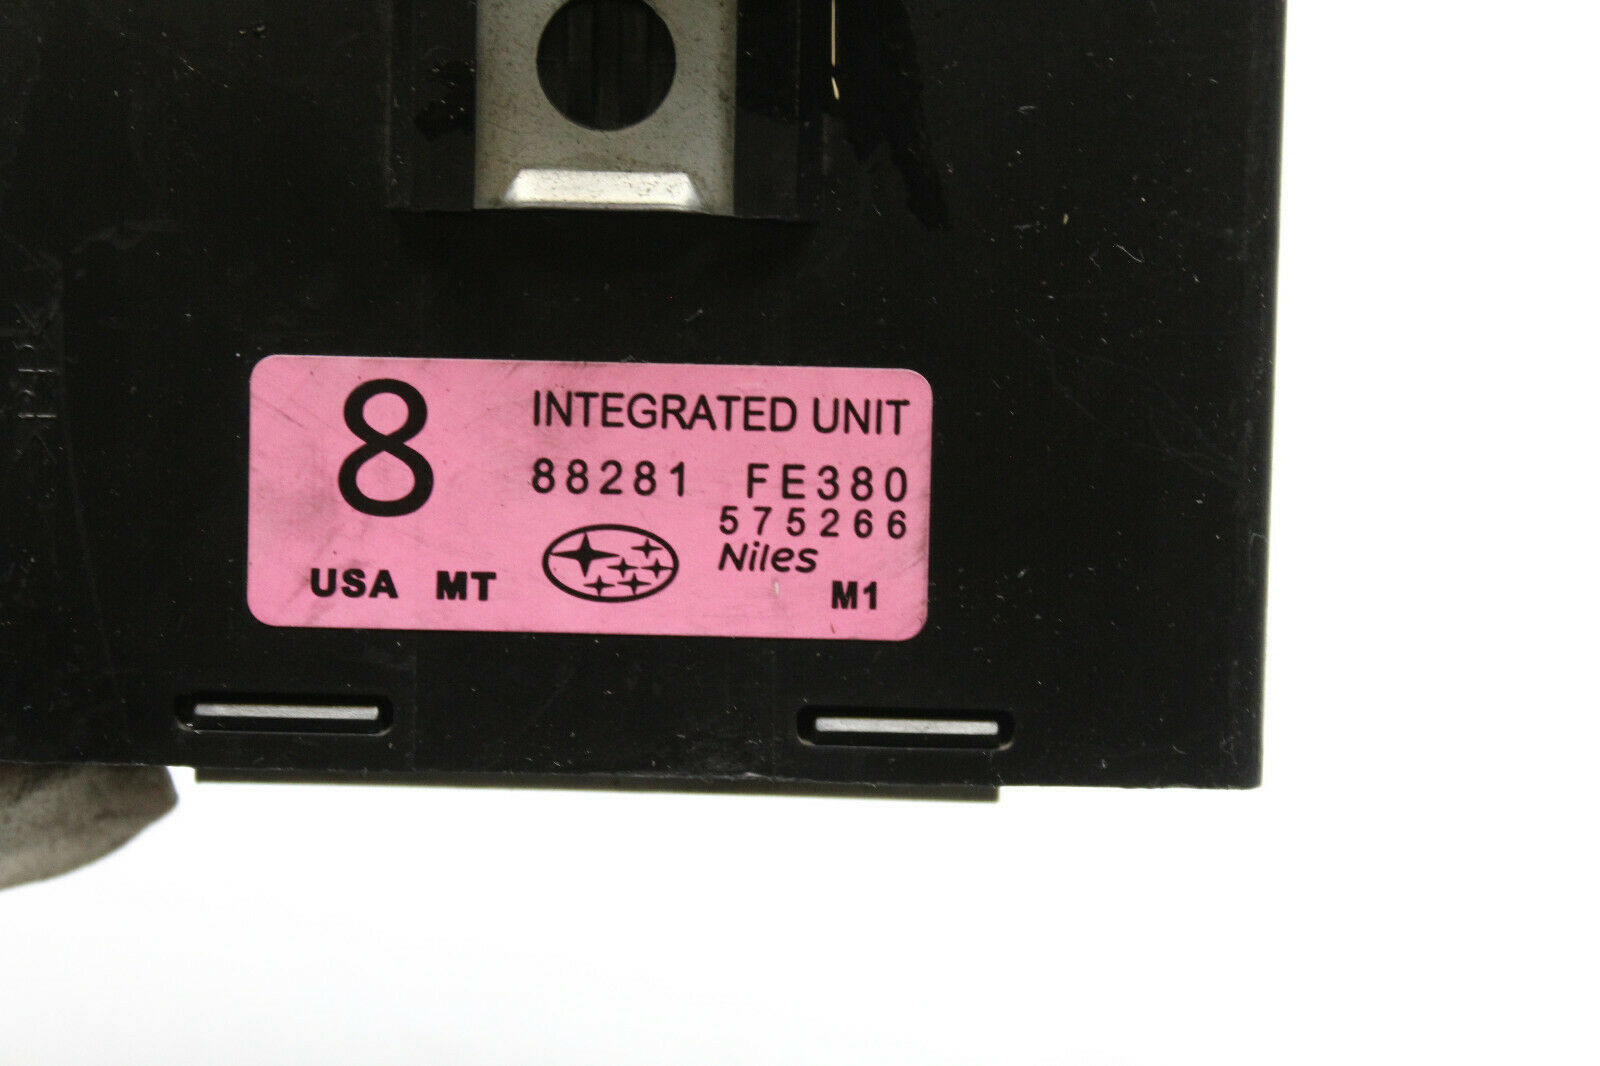 8
INTEGRATED UNIT
88281 FE380
575266
Niles
USA MT
M1